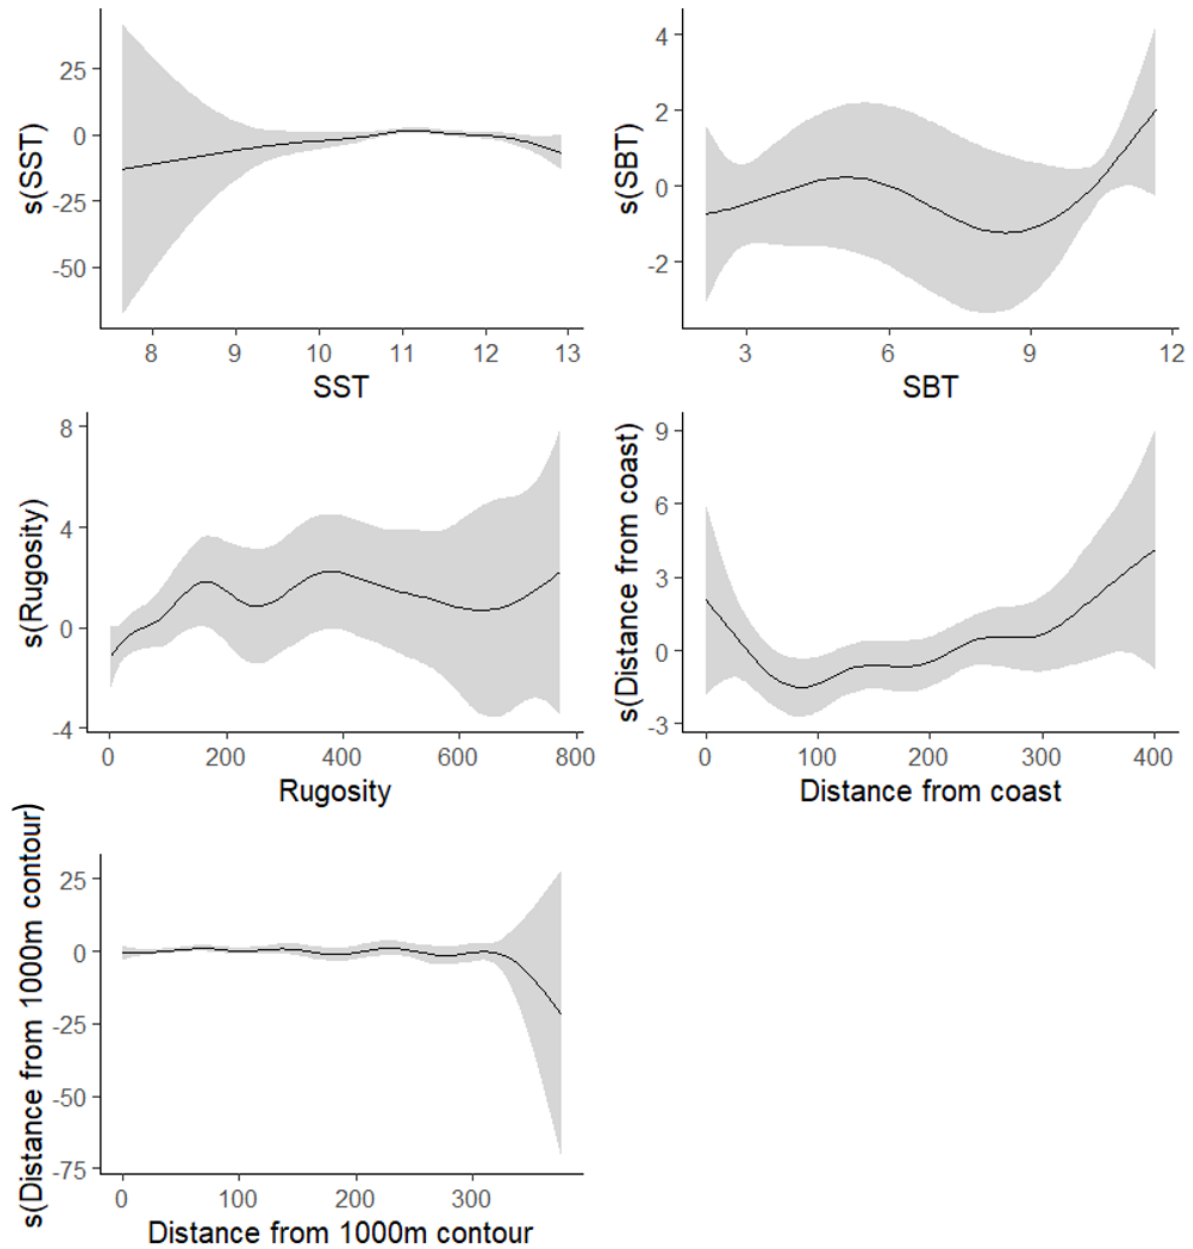 25
0
-25
-50
s(SST)
8 9 10 11 12 13
SST
4
2
0
-2
s(SBT)
3 6 9 12
SBT
8
4
0
-4
s(Rugosity)
0 200 400 600 800
Rugosity
9
6
3
0
-3
s(Distance from coast)
0 100 200 300 400
Distance from coast
25
0
-25
-50
-75
s(Distance from 1000m contour)
0 100 200 300
Distance from 1000m contour